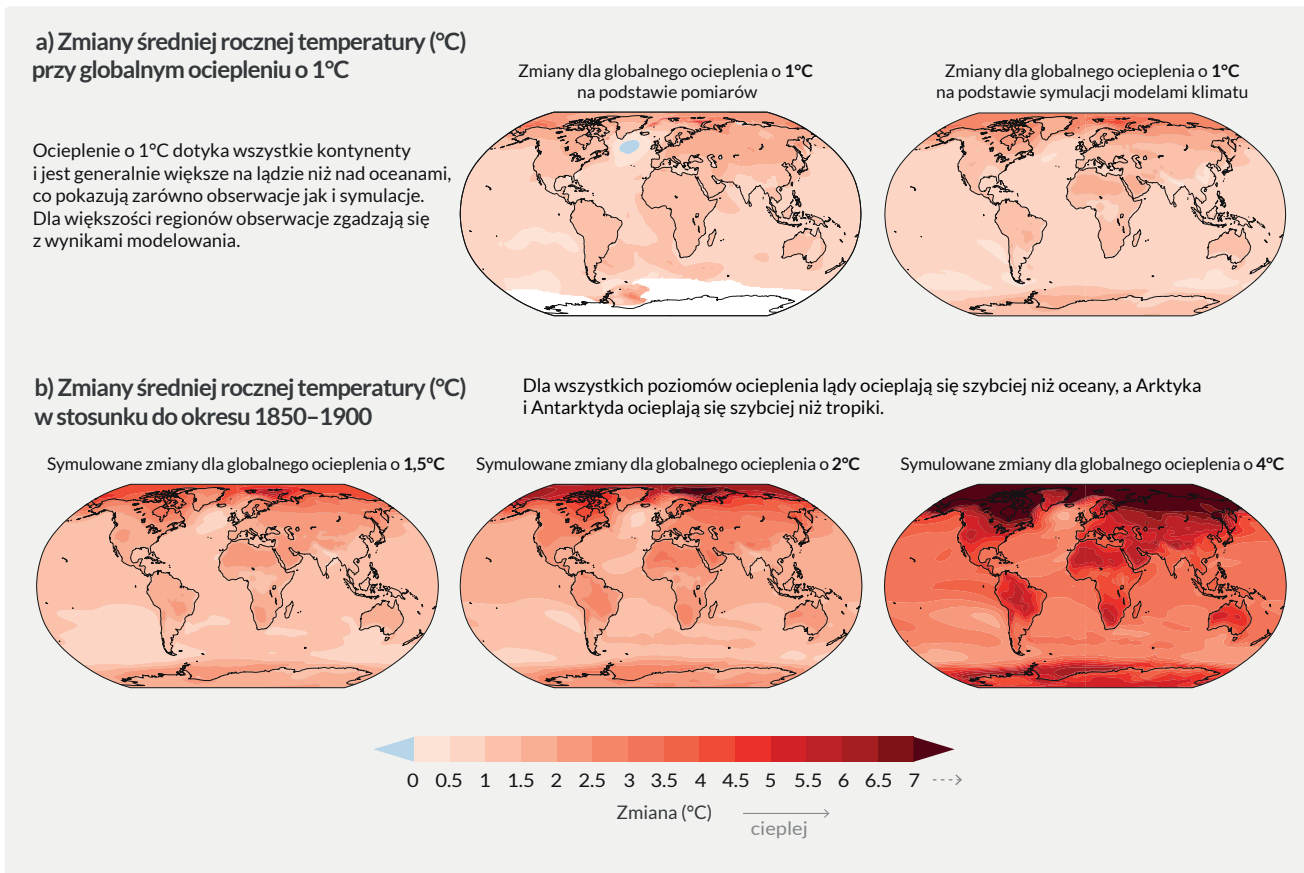 a) Zmiany średniej rocznej temperatury (°C)
przy globalnym ociepleniu o 1°C
Ocieplenie o 1°C dotyka wszystkie kontynenty
i jest generalnie większe na lądzie niż nad oceanami,
co pokazują zarówno obserwacje jak i symulacje.
Dla większości regionów obserwacje zgadzają się
z wynikami modelowania.
Zmiany dla globalnego ocieplenia o 1°C
na podstawie pomiarów
Zmiany dla globalnego ocieplenia o 1°C
na podstawie symulacji modelami klimatu
b) Zmiany średniej rocznej temperatury (°C)
w stosunku do okresu 1850–1900
Dla wszystkich poziomów ocieplenia lądy ocieplają się szybciej niż oceany, a Arktyka
i Antarktyda ocieplają się szybciej niż tropiki.
Symulowane zmiany dla globalnego ocieplenia o 1,5°C
Symulowane zmiany dla globalnego ocieplenia o 2°C
Symulowane zmiany dla globalnego ocieplenia o 4°C
0 0.5 1 1.5 2 2.5 3 3.5 4 4.5 5 5.5 6 6.5 7
Zmiana (°C)
cieplej